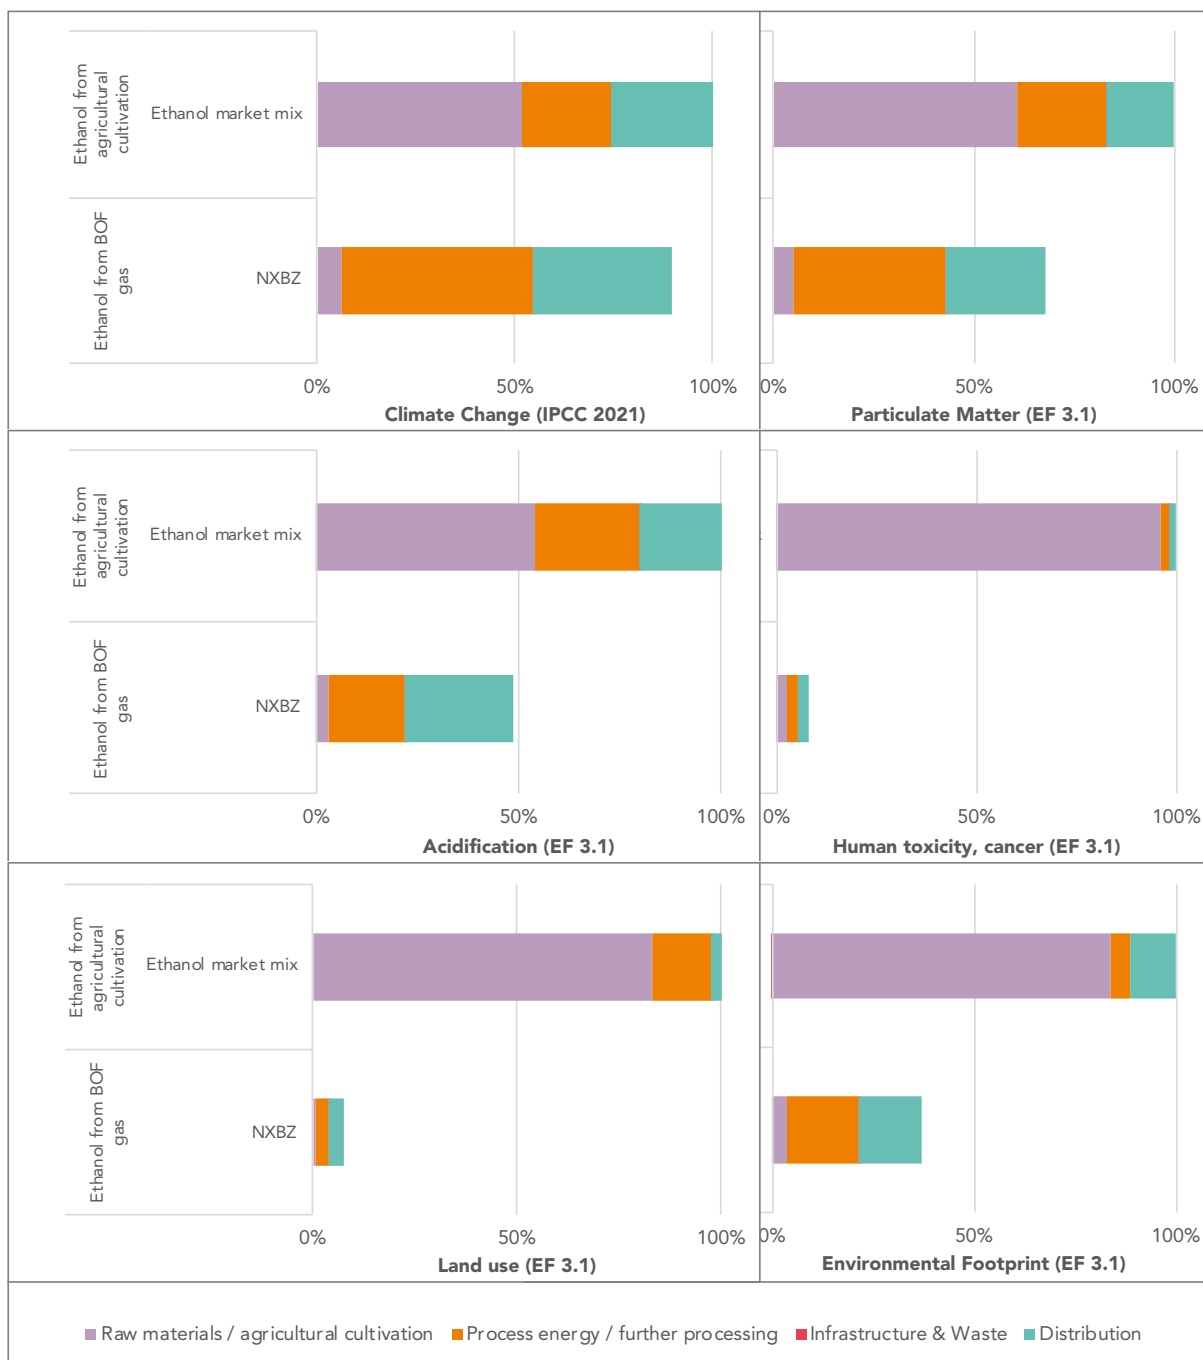 Ethanol from
agricultural
cultivation
Ethanol market mix
Ethanol from BOF
gas
NXBZ
0%
50%
100%
Climate Change (IPCC 2021)
0%
50%
100%
Particulate Matter (EF 3.1)
Ethanol from
agricultural
cultivation
Ethanol market mix
Ethanol from BOF
gas
NXBZ
0%
50%
100%
Acidification (EF 3.1)
0%
50%
100%
Human toxicity, cancer (EF 3.1)
Ethanol from
agricultural
cultivation
Ethanol market mix
Ethanol from BOF
gas
NXBZ
0%
50%
100%
Land use (EF 3.1)
0%
50%
100%
Environmental Footprint (EF 3.1)
Raw materials / agricultural cultivation Process energy / further processing Infrastructure & Waste Distribution